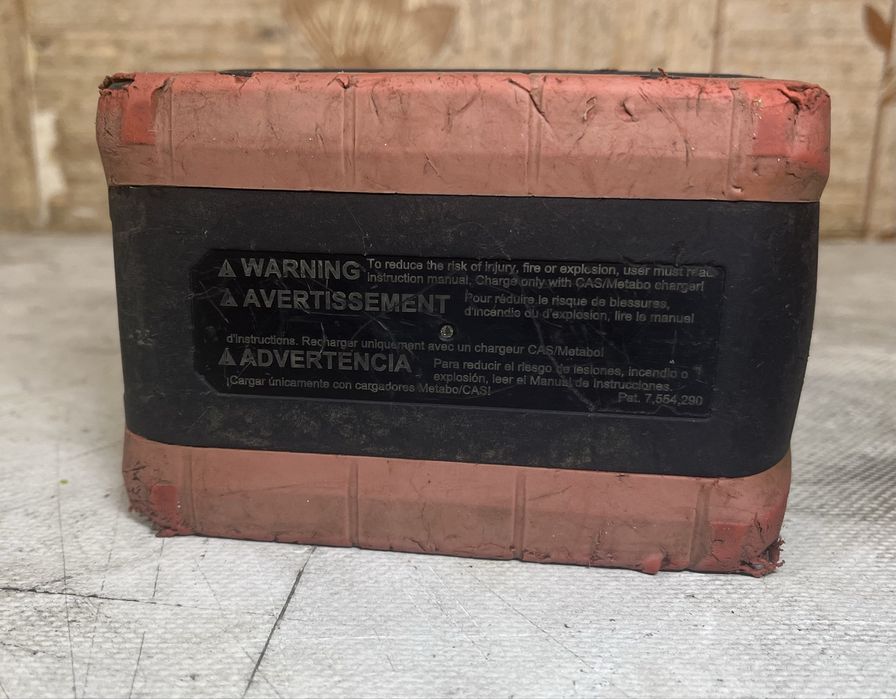 WARNING To reduce the risk of injury, fire or explosion, user must read
instruction manual. Charge only with CAS/Metabo charger!
AVERTISSEMENT Pour réduire le risque de blessures,
d'incendie ou d'explosion, lire le manuel
d'instructions. Recharger uniquement avec un chargeur CAS/Metabo!
ADVERTENCIA Para reducir el riesgo de lesiones, incendio o
explosión, leer el Manual de Instrucciones.
¡Cargar únicamente con cargadores Metabo/CAS!
Pat. 7,554,290